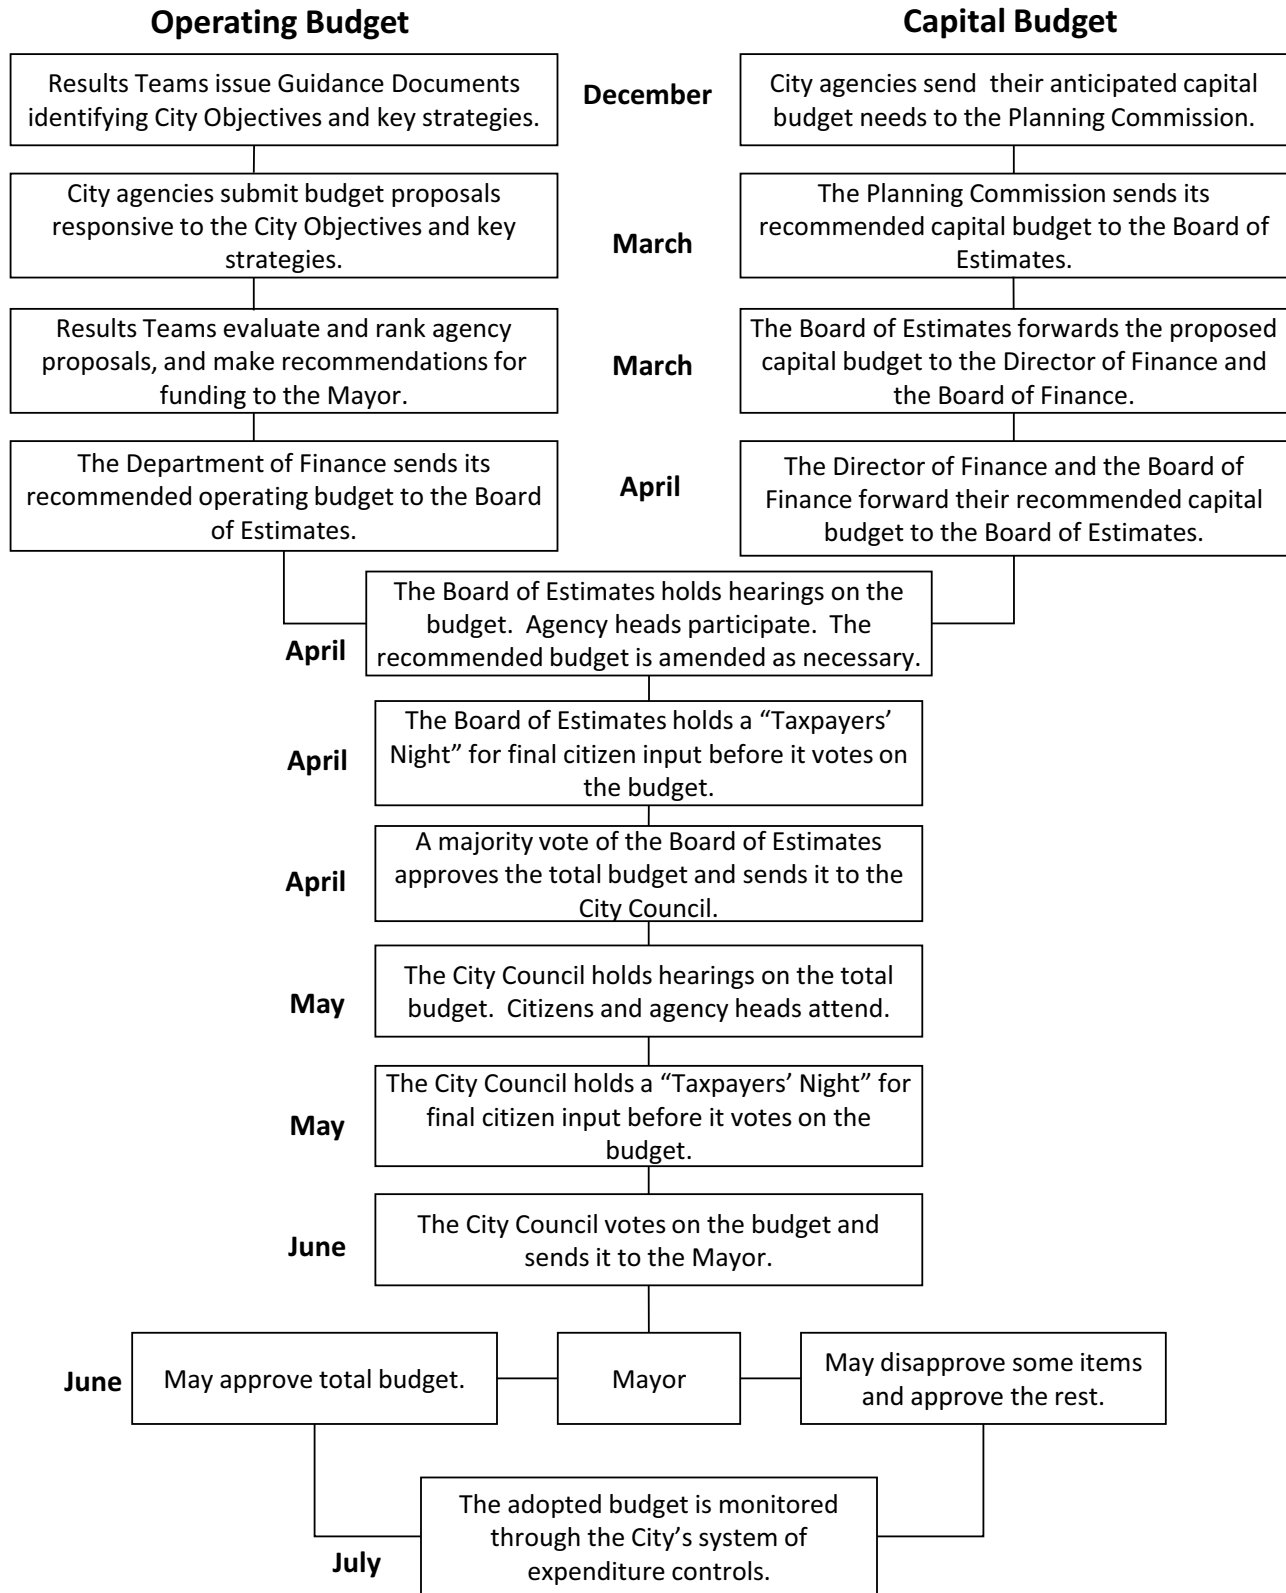 Operating Budget
Capital Budget
Results Teams issue Guidance Documents
identifying City Objectives and key strategies.
December
City agencies send  their anticipated capital
budget needs to the Planning Commission.
City agencies submit budget proposals
responsive to the City Objectives and key
strategies.
March
The Planning Commission sends its
recommended capital budget to the Board of
Estimates.
Results Teams evaluate and rank agency
proposals, and make recommendations for
funding to the Mayor.
March
The Board of Estimates forwards the proposed
capital budget to the Director of Finance and
the Board of Finance.
The Department of Finance sends its
recommended operating budget to the Board
of Estimates.
April
The Director of Finance and the Board of
Finance forward their recommended capital
budget to the Board of Estimates.
April
The Board of Estimates holds hearings on the
budget.  Agency heads participate.  The
recommended budget is amended as necessary.
April
The Board of Estimates holds a “Taxpayers’
Night” for final citizen input before it votes on
the budget.
April
A majority vote of the Board of Estimates
approves the total budget and sends it to the
City Council.
May
The City Council holds hearings on the total
budget.  Citizens and agency heads attend.
May
The City Council holds a “Taxpayers’ Night” for
final citizen input before it votes on the
budget.
June
The City Council votes on the budget and
sends it to the Mayor.
June
May approve total budget.
Mayor
May disapprove some items
and approve the rest.
July
The adopted budget is monitored
through the City’s system of
expenditure controls.